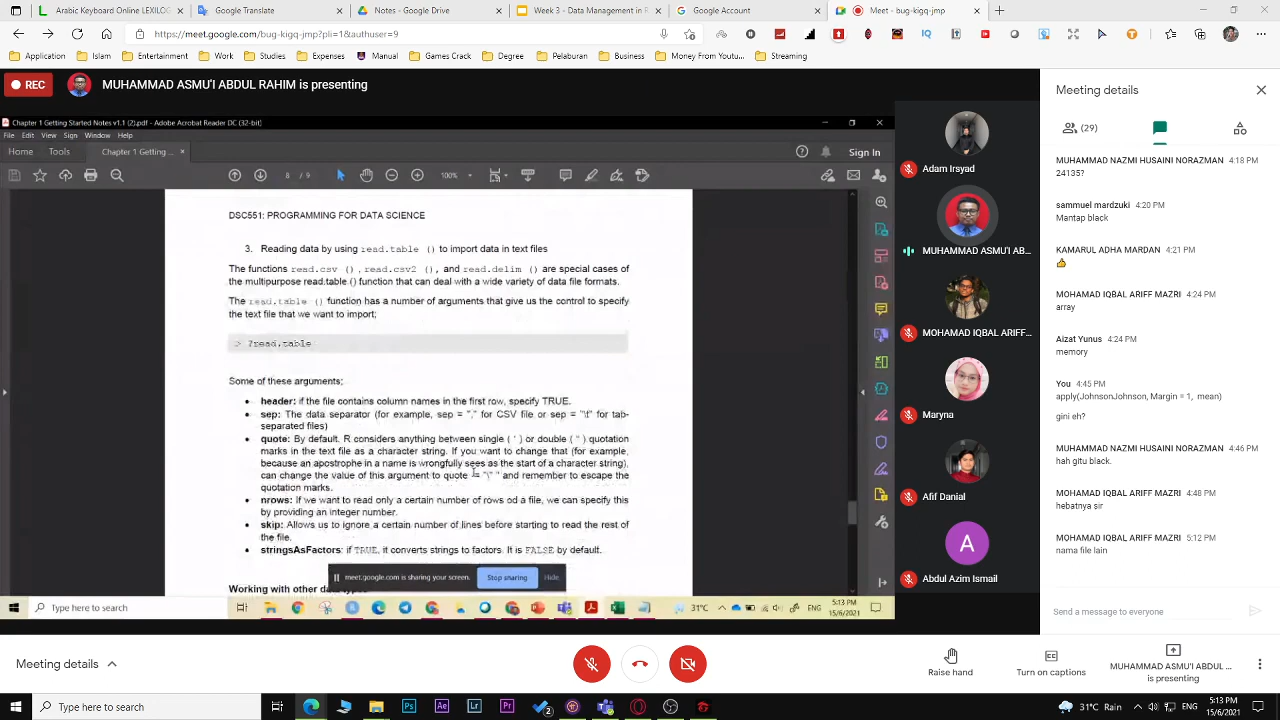 Arabic Keyboard Online LEXILOG
Google Translate
Drive - Google Drive
Week 3 - Data Management in R
Google Account
Meet - bug-kigq-jmp
https://meet.google.com/bug-kigq-jmp?pli=1&authuser=9
Application
Islam
Entertainment
Work
Studies
Expenses
Manual
Games Crack
Pelaburan
Business
Money From Youtu...
Streaming
REC
MUHAMMAD ASMU'I ABDUL RAHIM is presenting
Chapter 1 Getting Started Notes v1.1 (2).pdf - Adobe Acrobat Reader DC (32-bit)
File Edit View Sign Window Help
Home Tools Chapter 1 Getting ... × Sign In
8 / 9 100%
DSC551: PROGRAMMING FOR DATA SCIENCE
3. Reading data by using read.table () to import data in text files
The functions read.csv () , read.csv2 (), and read.delim () are special cases of
the multipurpose read.table () function that can deal with a wide variety of data file formats.
The read.table () function has a number of arguments that give us the control to specify
the text file that we want to import;
> ?read.table
Some of these arguments;
• header: if the file contains column names in the first row, specify TRUE.
• sep: The data separator (for example, sep = "," for CSV file or sep = "\t" for tab-
separated files)
• quote: By default. R considers anything between single ( ' ) or double ( " ) quotation
marks in the text file as a character string. If you want to change that (for example,
because an apostrophe in a name is wrongfully sees as the start of a character string),
can change the value of this argument to quote = "\" " and remember to escape the
quotation marks.
• nrows: If we want to read only a certain number of rows od a file, we can specify this
by providing an integer number.
• skip: Allows us to ignore a certain number of lines before starting to read the rest of
the file.
• stringsAsFactors: if TRUE, it converts strings to factors. It is FALSE by default.
Working with other data types
meet.google.com is sharing your screen. Stop sharing Hide
Type here to search
31°C
ENG
5:13 PM
15/6/2021
Adam Irsyad
MUHAMMAD ASMU'I AB...
MOHAMAD IQBAL ARIFF...
Maryna
Afif Danial
A
Abdul Azim Ismail
Meeting details
(29)
MUHAMMAD NAZMI HUSAINI NORAZMAN 4:18 PM
24135?
sammuel mardzuki 4:20 PM
Mantap black
KAMARUL ADHA MARDAN 4:21 PM
👍
MOHAMAD IQBAL ARIFF MAZRI 4:24 PM
array
Aizat Yunus 4:24 PM
memory
You 4:45 PM
apply(JohnsonJohnson, Margin = 1, mean)
gini eh?
MUHAMMAD NAZMI HUSAINI NORAZMAN 4:46 PM
hah gitu black.
MOHAMAD IQBAL ARIFF MAZRI 4:48 PM
hebatnya sir
MOHAMAD IQBAL ARIFF MAZRI 5:12 PM
nama file lain
Send a message to everyone
Meeting details
Raise hand
Turn on captions
MUHAMMAD ASMU'I ABDUL ...
is presenting
Type here to search
31°C Rain
ENG
5:13 PM
15/6/2021